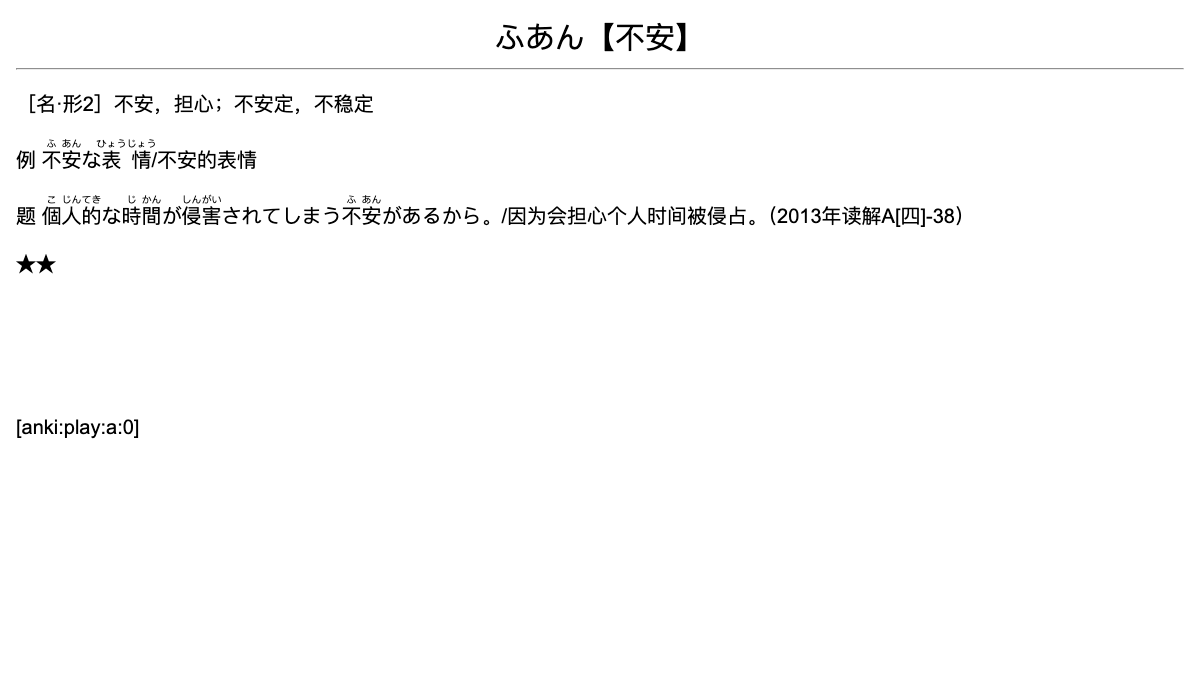 ふあん【不安】
［名·形2］不安，担心；不安定，不稳定
ふ あん ひょうじょう
例 不安な表 情/不安的表情
こ じんてき じ かん しんがい ふ あん
题 個人的な時間が侵害されてしまう不安があるから。/因为会担心个人时间被侵占。（2013年读解A[四]-38）
★★
[anki:play:a:0]